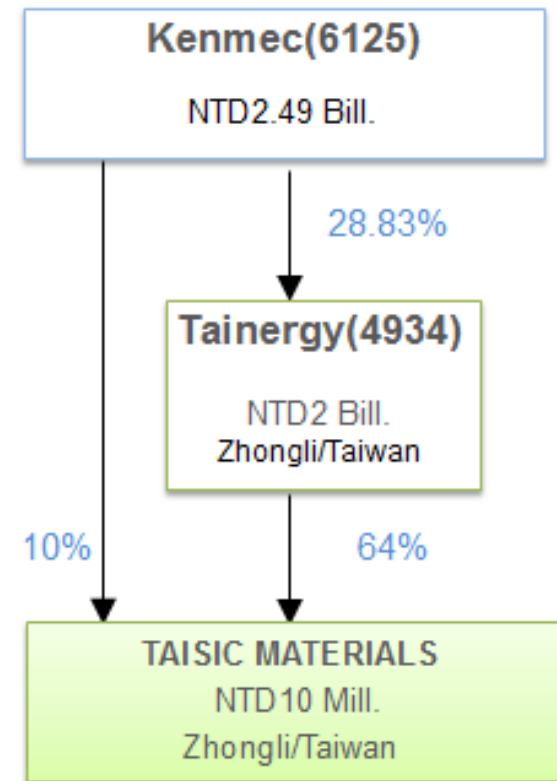 Kenmec(6125)
NTD2.49 Bill.
28.83%
Tainergy(4934)
NTD2 Bill.
Zhongli/Taiwan
10%
64%
TAISIC MATERIALS
NTD10 Mill.
Zhongli/Taiwan